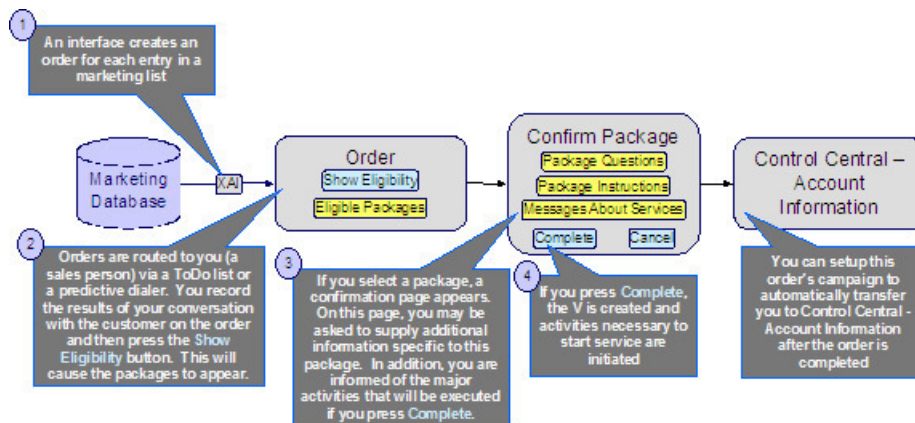 1
An interface creates an
order for each entry in a
marketing list
Marketing
Database
XAI
Order
Show Eligibility
Eligible Packages
Confirm Package
Package Questions
Package Instructions
Messages About Services
Complete
Cancel
Control Central –
Account
Information
2
Orders are routed to you (a
sales person) via a ToDo list or
a predictive dialer. You record
the results of your conversation
with the customer on the order
and then press the Show
Eligibility button. This will
cause the packages to appear.
3
If you select a package, a
confirmation page appears.
On this page, you may be
asked to supply additional
information specific to this
package. In addition, you are
informed of the major
activities that will be executed
if you press Complete.
4
If you press Complete,
the V is created and
activities necessary to
start service are
initiated
You can setup this
order's campaign to
automatically transfer
you to Control Central -
Account Information
after the order is
completed